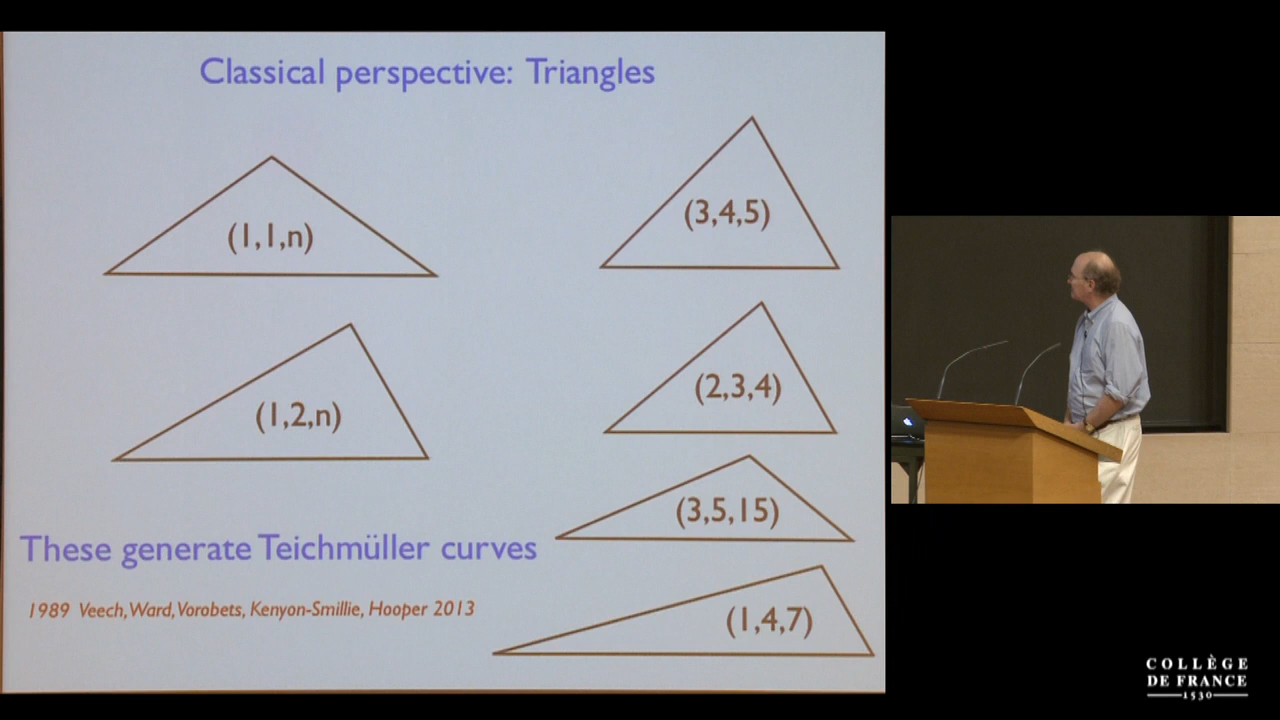 Classical perspective: Triangles
(1,1,n)
(3,4,5)
(1,2,n)
(2,3,4)
(3,5,15)
(1,4,7)
These generate Teichmüller curves
1989 Veech, Ward, Vorobets, Kenyon-Smillie, Hooper 2013
COLLÈGE
DE FRANCE
1530